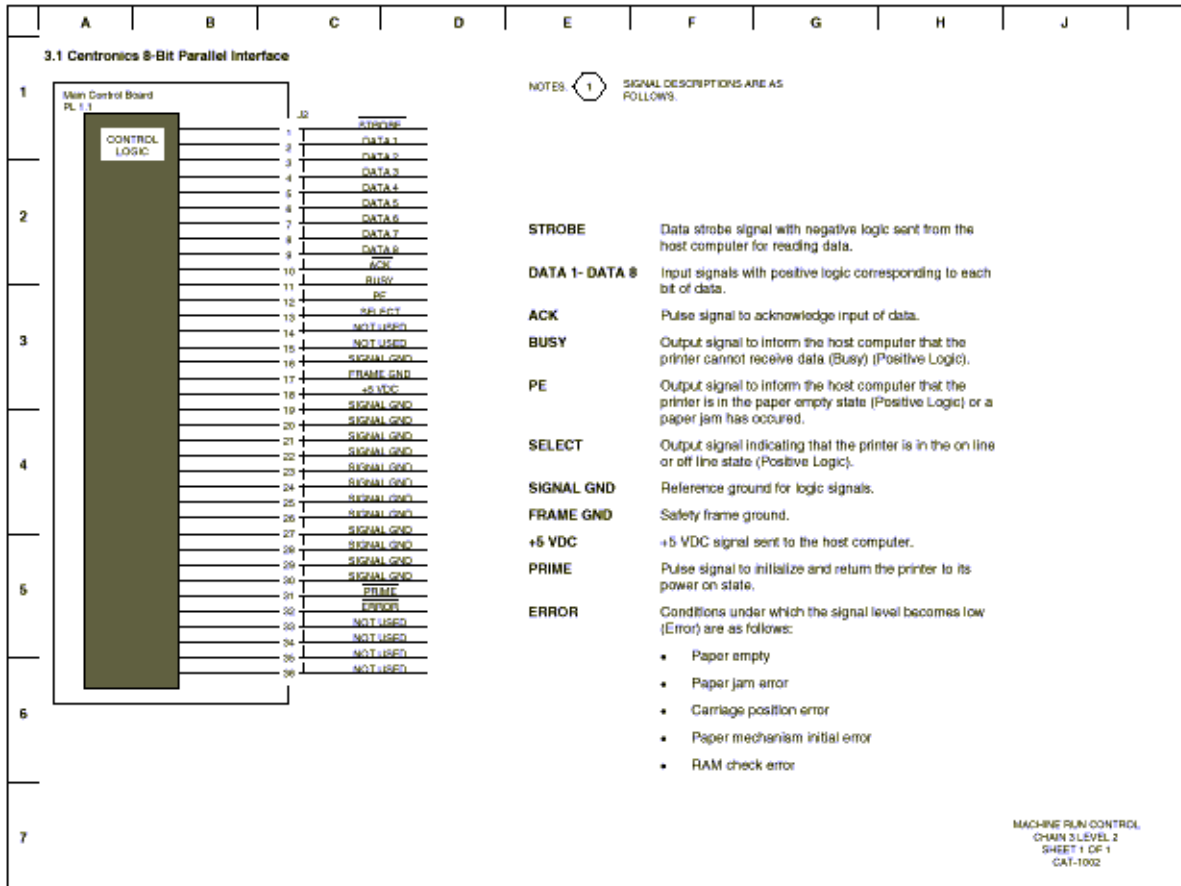 A B C D E F G H J
3.1 Centronics 8-Bit Parallel Interface
1
Main Control Board
PL 1.1
CONTROL
LOGIC
J2
1 STROBE
2 DATA 1
3 DATA 2
4 DATA 3
5 DATA 4
6 DATA 5
7 DATA 6
8 DATA 7
9 DATA 8
10 ACK
11 BUSY
12 PE
13 SELECT
14 NOT USED
15 NOT USED
16 SIGNAL GND
17 FRAME GND
18 +5 VDC
19 SIGNAL GND
20 SIGNAL GND
21 SIGNAL GND
22 SIGNAL GND
23 SIGNAL GND
24 SIGNAL GND
25 SIGNAL GND
26 SIGNAL GND
27 SIGNAL GND
28 SIGNAL GND
29 SIGNAL GND
30 SIGNAL GND
31 PRIME
32 ERROR
33 NOT USED
34 NOT USED
35 NOT USED
36 NOT USED
2
3
4
5
6
7
NOTES. 1 SIGNAL DESCRIPTIONS ARE AS
FOLLOWS.
STROBE Data strobe signal with negative logic sent from the
host computer for reading data.
DATA 1- DATA 8 Input signals with positive logic corresponding to each
bit of data.
ACK Pulse signal to acknowledge input of data.
BUSY Output signal to inform the host computer that the
printer cannot receive data (Busy) (Positive Logic).
PE Output signal to inform the host computer that the
printer is in the paper empty state (Positive Logic) or a
paper jam has occured.
SELECT Output signal indicating that the printer is in the on line
or off line state (Positive Logic).
SIGNAL GND Reference ground for logic signals.
FRAME GND Safety frame ground.
+5 VDC +5 VDC signal sent to the host computer.
PRIME Pulse signal to initialize and return the printer to its
power on state.
ERROR Conditions under which the signal level becomes low
(Error) are as follows:
• Paper empty
• Paper jam error
• Carriage position error
• Paper mechanism initial error
• RAM check error
MACHINE RUN CONTROL
CHAIN 3 LEVEL 2
SHEET 1 OF 1
CAT-1002